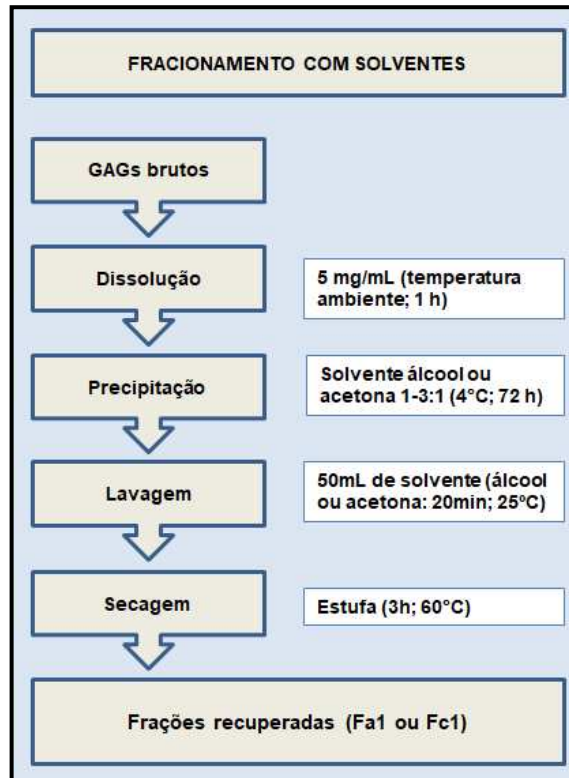 FRACIONAMENTO COM SOLVENTES
GAGs brutos
Dissolução
5 mg/mL (temperatura
ambiente; 1 h)
Precipitação
Solvente álcool ou
acetona 1-3:1 (4°C; 72 h)
Lavagem
50mL de solvente (álcool
ou acetona: 20min; 25ºC)
Secagem
Estufa (3h; 60°C)
Frações recuperadas (Fa1 ou Fc1)